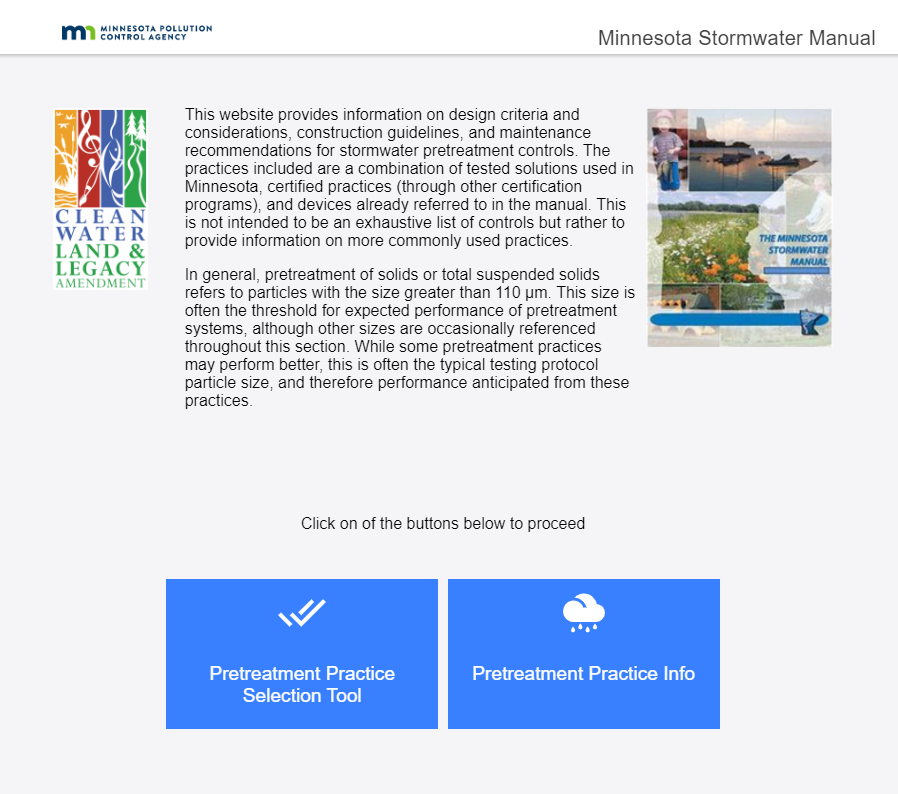 MINNESOTA POLLUTION
CONTROL AGENCY
Minnesota Stormwater Manual
CLEAN
WATER
LAND &
LEGACY
AMENDMENT
This website provides information on design criteria and
considerations, construction guidelines, and maintenance
recommendations for stormwater pretreatment controls. The
practices included are a combination of tested solutions used in
Minnesota, certified practices (through other certification
programs), and devices already referred to in the manual. This
is not intended to be an exhaustive list of controls but rather to
provide information on more commonly used practices.
In general, pretreatment of solids or total suspended solids
refers to particles with the size greater than 110 µm. This size is
often the threshold for expected performance of pretreatment
systems, although other sizes are occasionally referenced
throughout this section. While some pretreatment practices
may perform better, this is often the typical testing protocol
particle size, and therefore performance anticipated from these
practices.
THE MINNESOTA
STORMWATER
MANUAL
Click on of the buttons below to proceed
Pretreatment Practice
Selection Tool
Pretreatment Practice Info